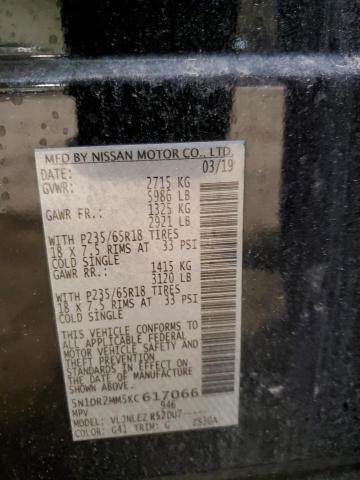 MFD BY NISSAN MOTOR CO., LTD.
DATE: 03/19
GVWR: 2715 KG
5986 LB
GAWR FR.: 1325 KG
2921 LB
WITH P235/65R18 TIRES
18 X 7.5 RIMS AT 33 PSI
COLD SINGLE
GAWR RR.: 1415 KG
3120 LB
WITH P235/65R18 TIRES
18 X 7.5 RIMS AT 33 PSI
COLD SINGLE
THIS VEHICLE CONFORMS TO
ALL APPLICABLE FEDERAL
MOTOR VEHICLE SAFETY
STANDARDS IN EFFECT ON
THE DATE OF MANUFACTURE
SHOWN ABOVE.
5N1DR2MM5KC617066
MPV 946
MODEL:
COLOR: G41 TRIM: G